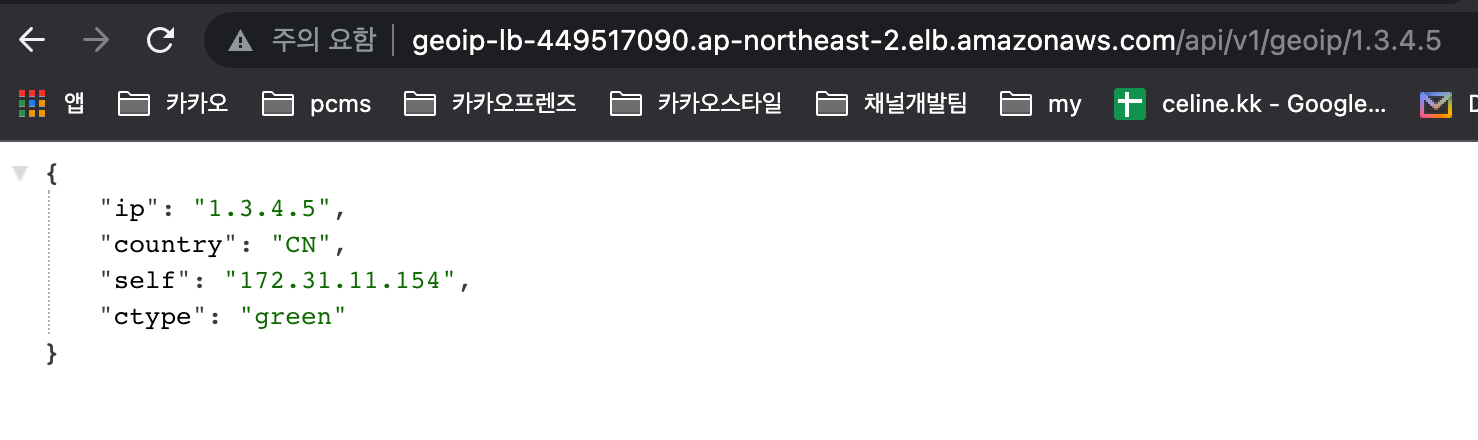 주의 요함 geoip-lb-449517090.ap-northeast-2.elb.amazonaws.com/api/v1/geoip/1.3.4.5
앱 카카오 pcms 카카오프렌즈 카카오스타일 채널개발팀 my celine.kk - Google...
{
"ip": "1.3.4.5",
"country": "CN",
"self": "172.31.11.154",
"ctype": "green"
}